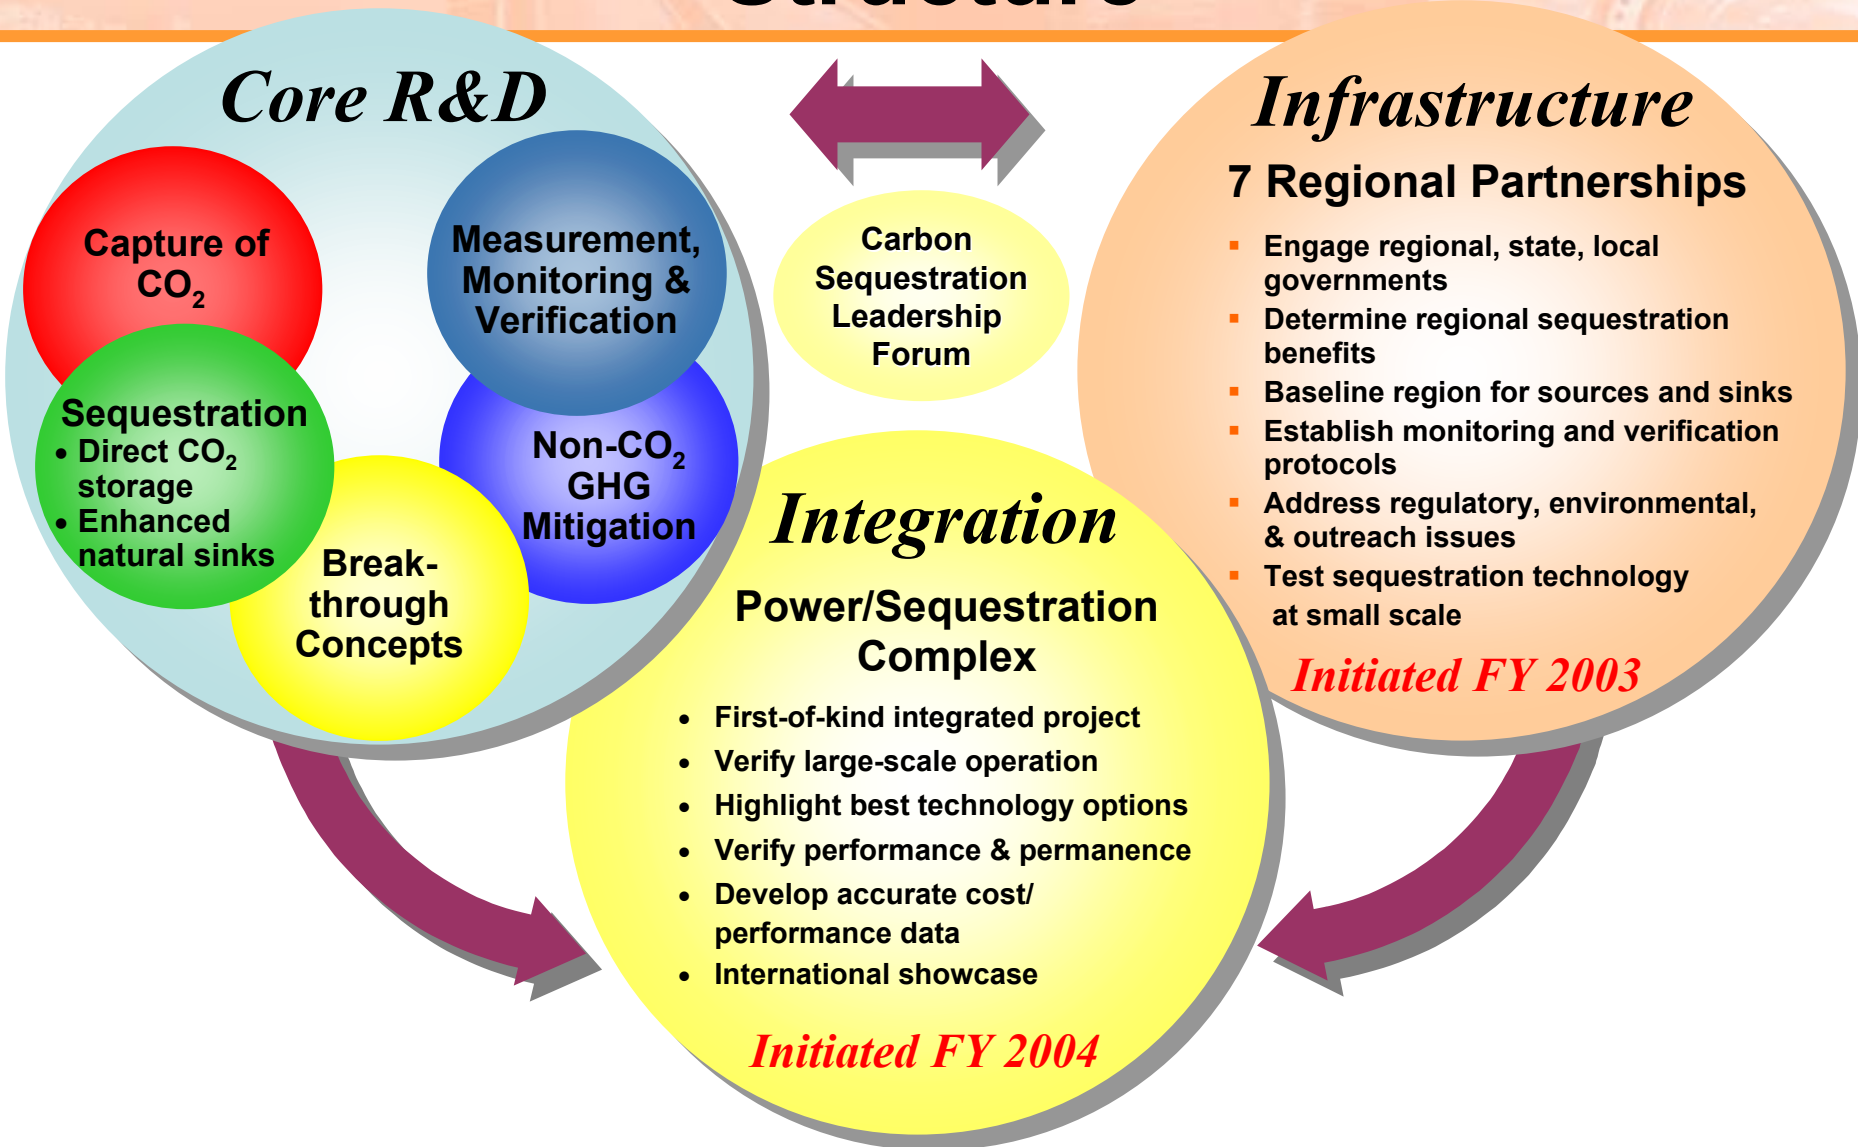 Structure
Core R&D
Capture of
CO₂
Measurement,
Monitoring &
Verification
Sequestration
• Direct CO₂
storage
• Enhanced
natural sinks
Non-CO₂
GHG
Mitigation
Break-
through
Concepts
Carbon
Sequestration
Leadership
Forum
Infrastructure
7 Regional Partnerships
▪ Engage regional, state, local
governments
▪ Determine regional sequestration
benefits
▪ Baseline region for sources and sinks
▪ Establish monitoring and verification
protocols
▪ Address regulatory, environmental,
& outreach issues
▪ Test sequestration technology
at small scale
Initiated FY 2003
Integration
Power/Sequestration
Complex
• First-of-kind integrated project
• Verify large-scale operation
• Highlight best technology options
• Verify performance & permanence
• Develop accurate cost/
performance data
• International showcase
Initiated FY 2004